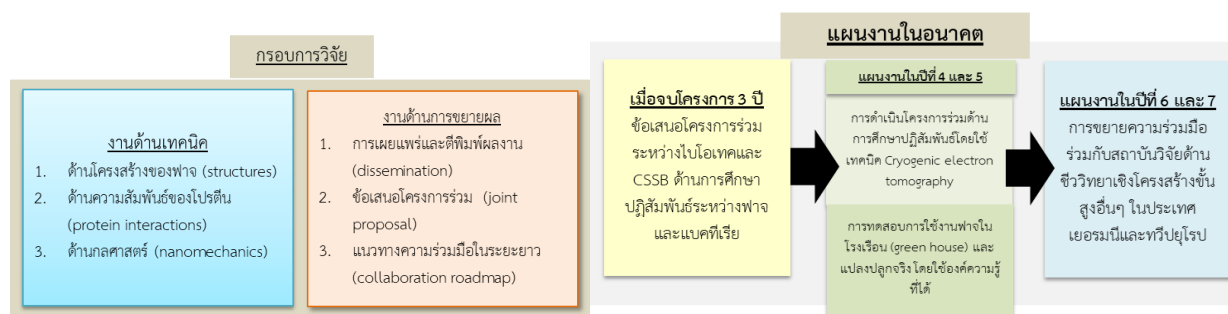 กรอบการวิจัย
งานด้านเทคนิค
1. ด้านโครงสร้างของฟาจ (structures)
2. ด้านความสัมพันธ์ของโปรตีน
(protein interactions)
3. ด้านกลศาสตร์ (nanomechanics)
งานด้านการขยายผล
1. การเผยแพร่และตีพิมพ์ผลงาน
(dissemination)
2. ข้อเสนอโครงการร่วม (joint
proposal)
3. แนวทางความร่วมมือในระยะยาว
(collaboration roadmap)
แผนงานในอนาคต
เมื่อจบโครงการ 3 ปี
ข้อเสนอโครงการร่วม
ระหว่างไบโอเทคและ
CSSB ด้านการศึกษา
ปฏิสัมพันธ์ระหว่างฟาจ
และแบคทีเรีย
แผนงานในปีที่ 4 และ 5
การดำเนินโครงการร่วมด้าน
การศึกษาปฏิสัมพันธ์โดยใช้
เทคนิค Cryogenic electron
tomography
การทดสอบการใช้งานฟาจใน
โรงเรือน (green house) และ
แปลงปลูกจริง โดยใช้องค์ความรู้
ที่ได้
แผนงานในปีที่ 6 และ 7
การขยายความร่วมมือ
ร่วมกับสถาบันวิจัยด้าน
ชีววิทยาเชิงโครงสร้างขั้น
สูงอื่นๆ ในประเทศ
เยอรมนีและทวีปยุโรป